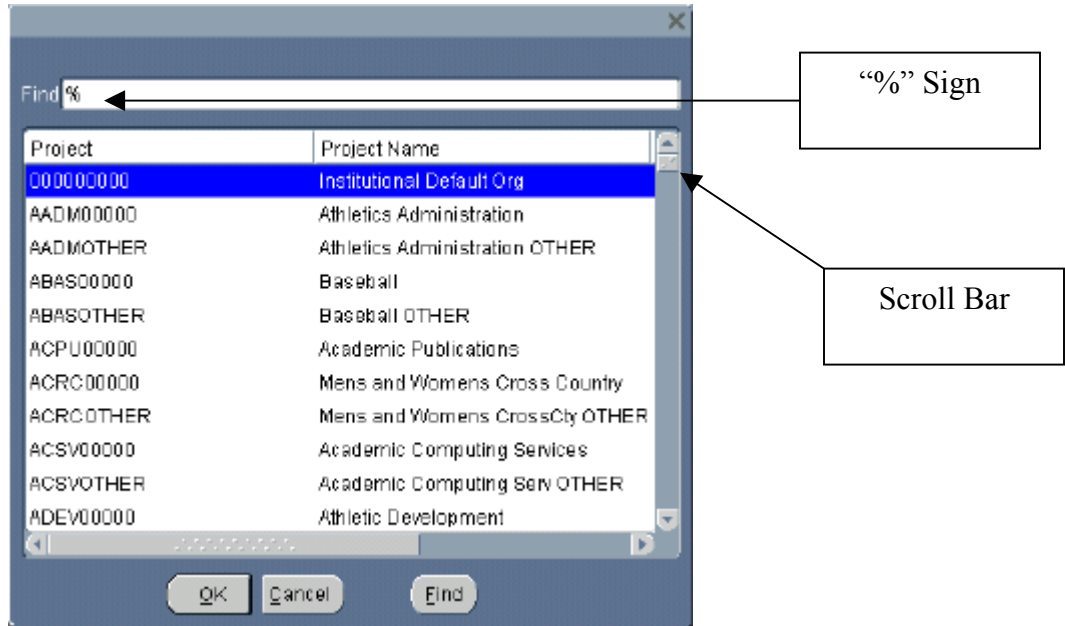 Find %
“%” Sign
Project Project Name
000000000 Institutional Default Org
AADM00000 Athletics Administration
AADMOTHER Athletics Administration OTHER
ABAS00000 Baseball
ABASOTHER Baseball OTHER
ACPU00000 Academic Publications
ACRC00000 Mens and Womens Cross Country
ACRCOTHER Mens and Womens CrossCty OTHER
ACSV00000 Academic Computing Services
ACSVOTHER Academic Computing Serv OTHER
ADEV00000 Athletic Development
Scroll Bar
OK Cancel Find